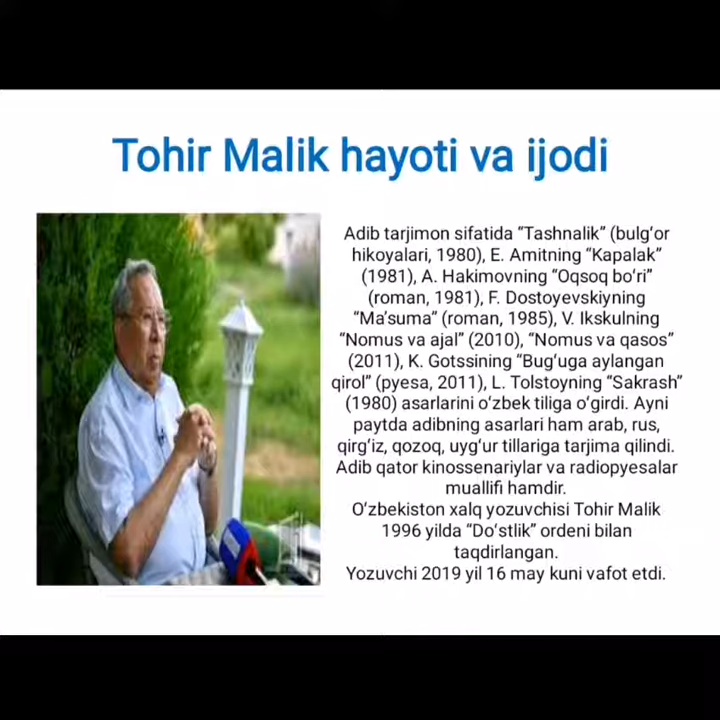 Tohir Malik hayoti va ijodi
Adib tarjimon sifatida “Tashnalik” (bulg‘or
hikoyalari, 1980), E. Amitning “Kapalak”
(1981), A. Hakimovning “Oqsoq bo‘ri”
(roman, 1981), F. Dostoyevskiyning
“Ma’suma” (roman, 1985), V. Ikskulning
“Nomus va ajal” (2010), “Nomus va qasos”
(2011), K. Gotssining “Bug‘uga aylangan
qirol” (pyesa, 2011), L. Tolstoyning “Sakrash”
(1980) asarlarini o‘zbek tiliga o‘girdi. Ayni
paytda adibning asarlari ham arab, rus,
qirg‘iz, qozoq, uyg‘ur tillariga tarjima qilindi.
Adib qator kinossenariylar va radiopyesalar
muallifi hamdir.
O‘zbekiston xalq yozuvchisi Tohir Malik
1996 yilda “Do‘stlik” ordeni bilan
taqdirlangan.
Yozuvchi 2019 yil 16 may kuni vafot etdi.